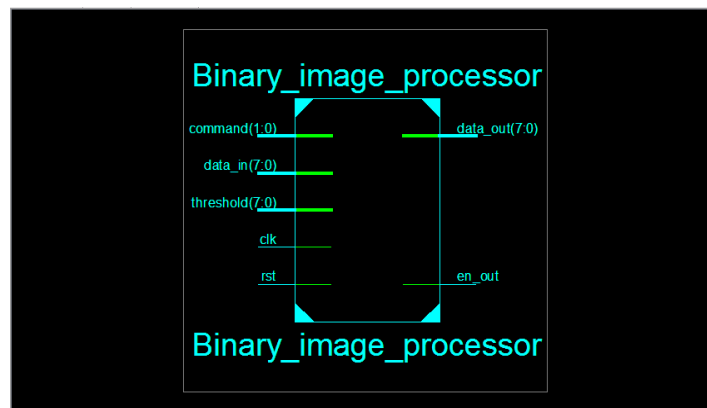 Binary_image_processor
command(1:0)
data_out(7:0)
data_in(7:0)
threshold(7:0)
clk
rst
en_out
Binary_image_processor